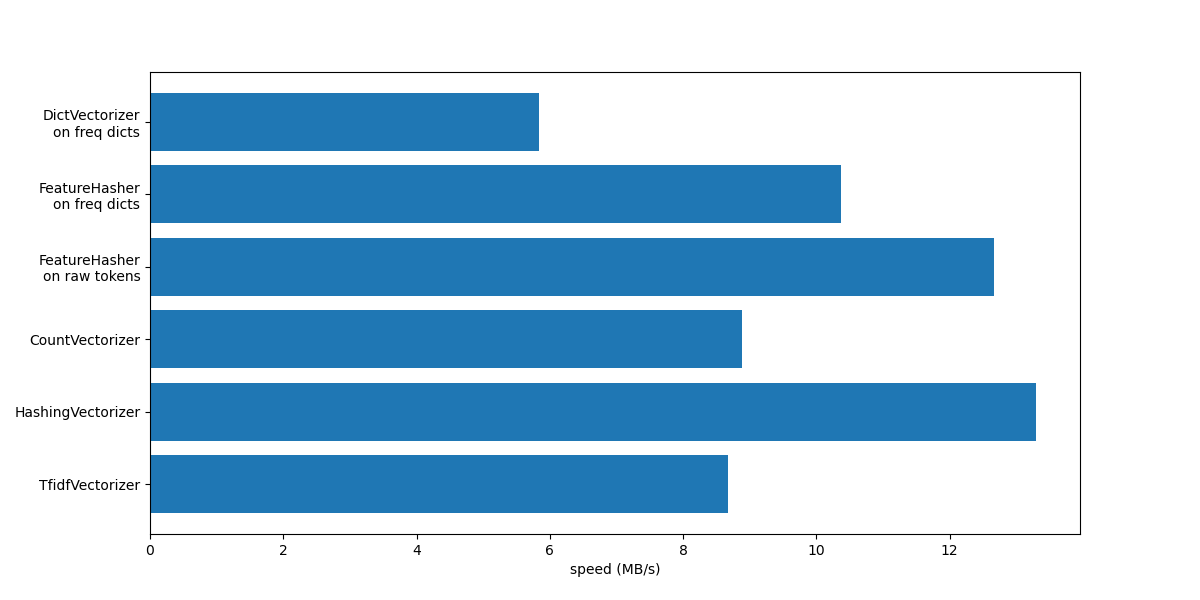 DictVectorizer
on freq dicts
FeatureHasher
on freq dicts
FeatureHasher
on raw tokens
CountVectorizer
HashingVectorizer
TfidfVectorizer
0 2 4 6 8 10 12
speed (MB/s)